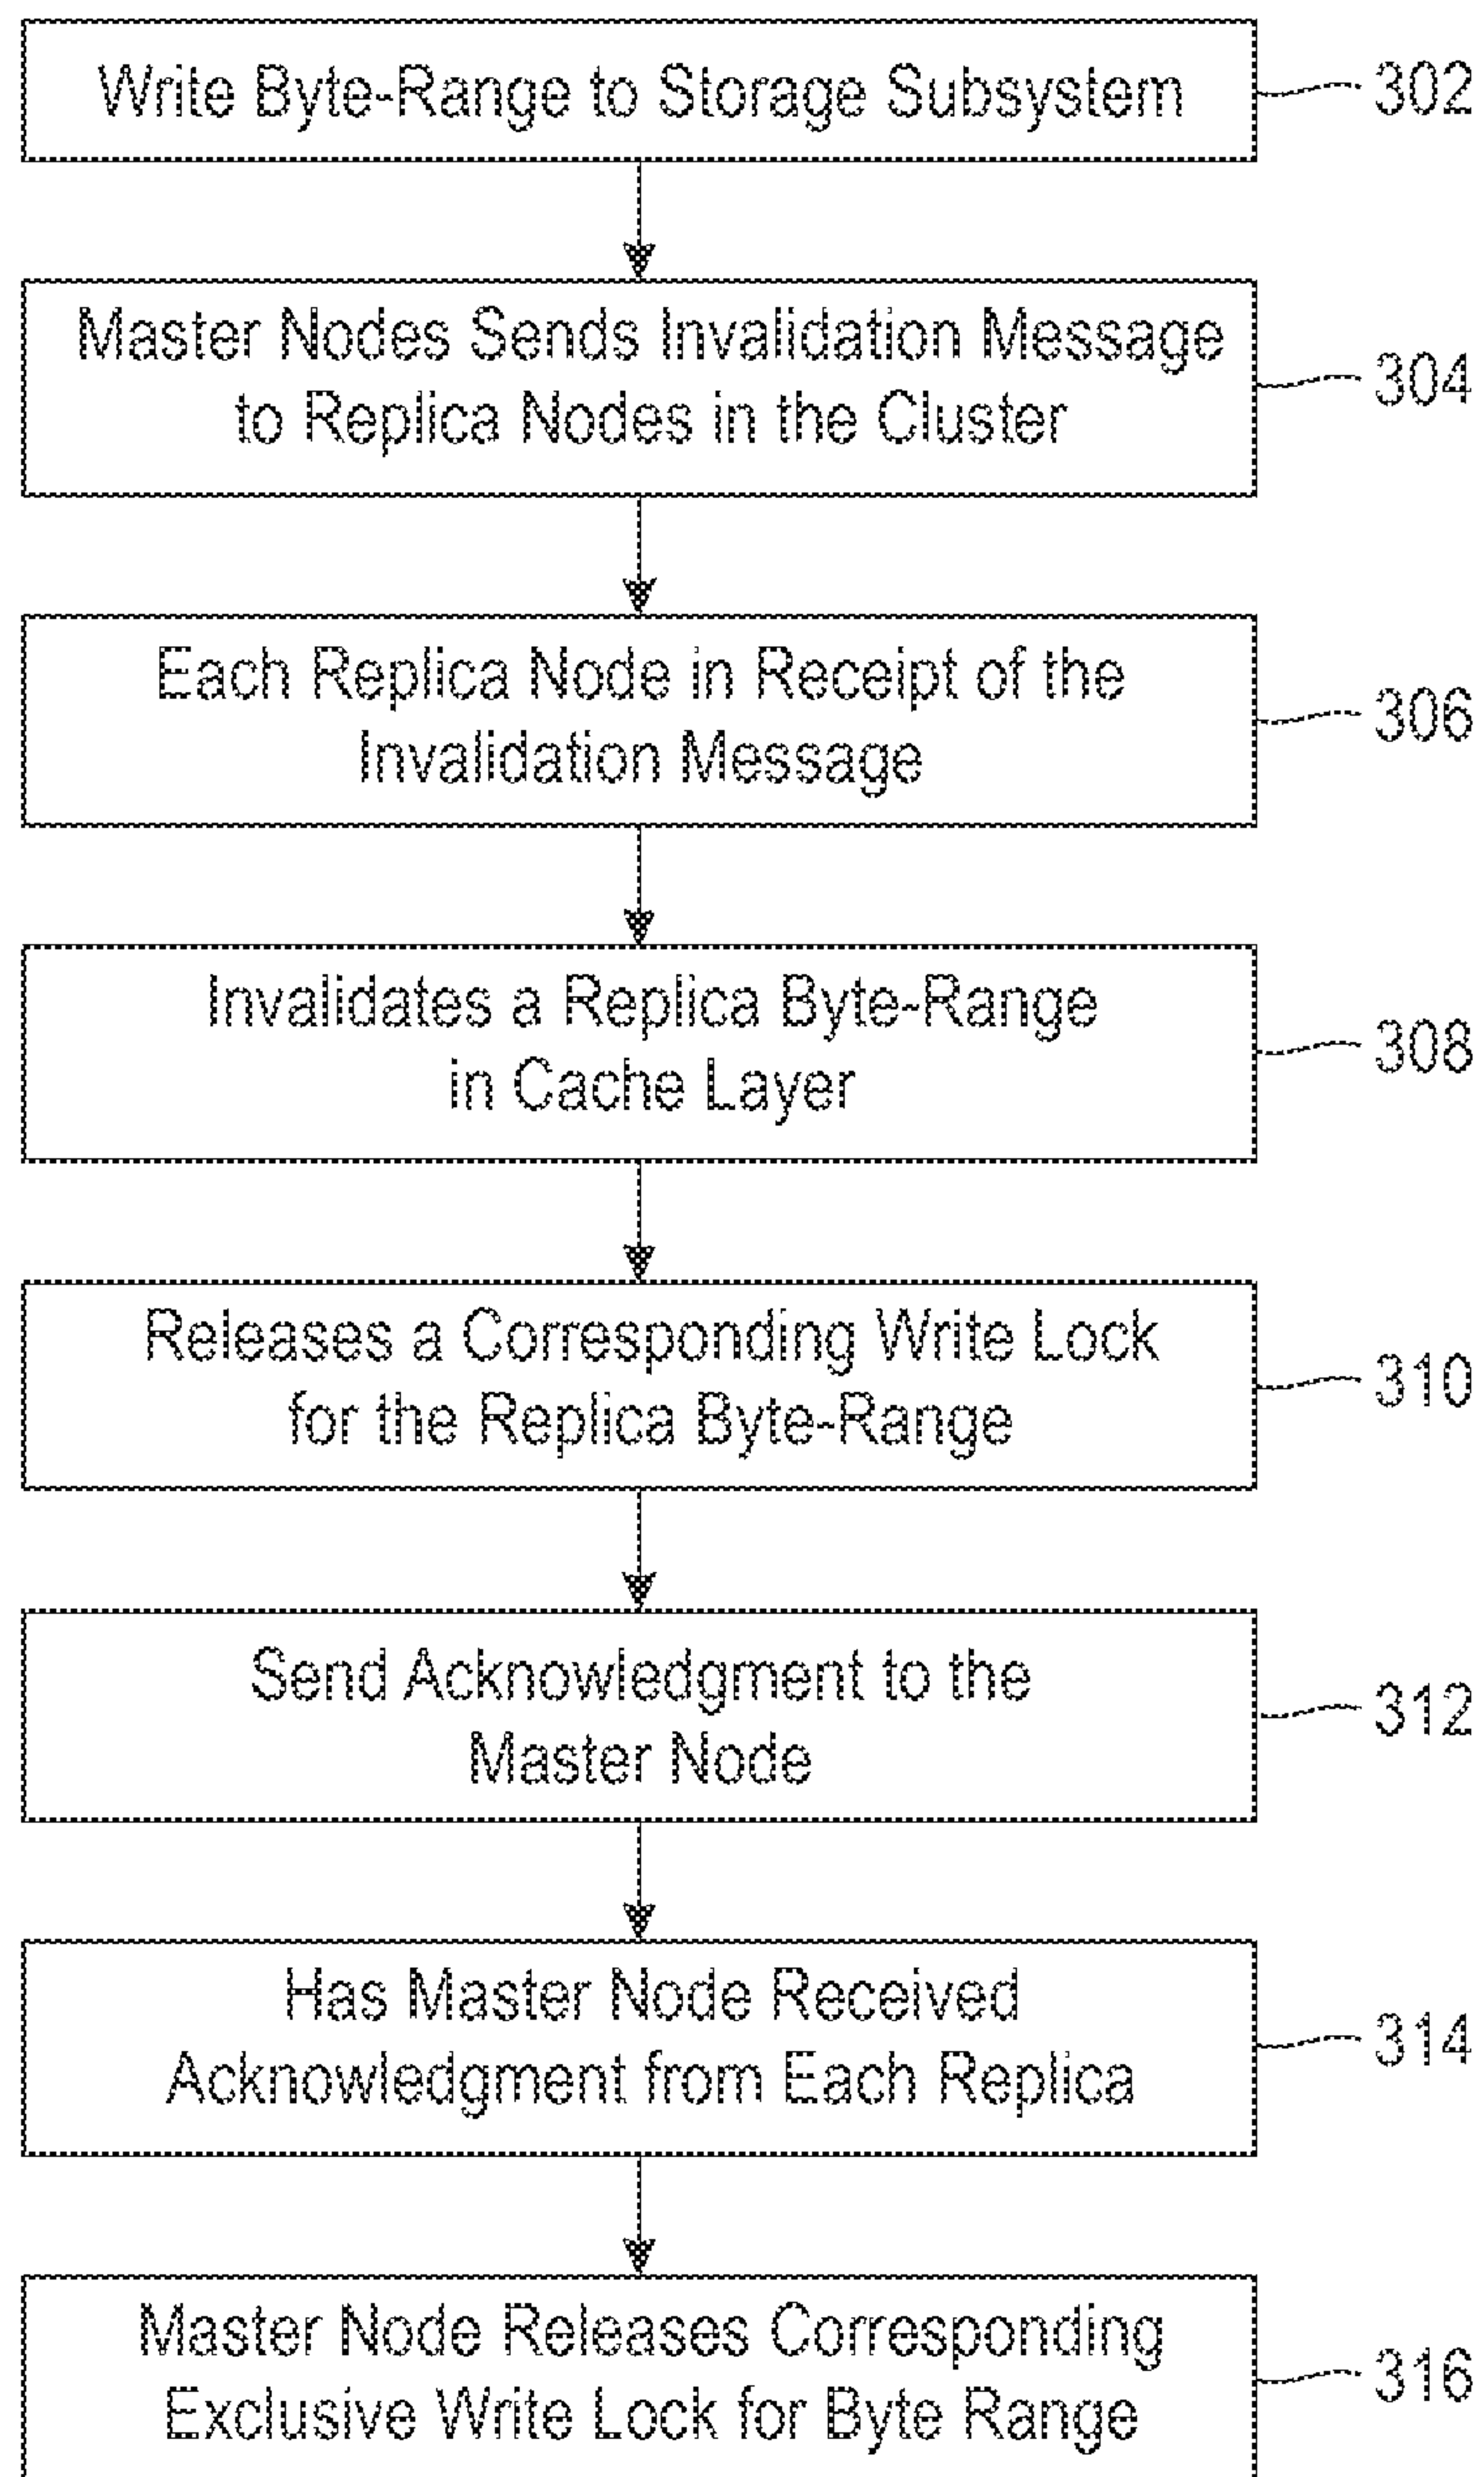 Write Byte-Range to Storage Subsystem
302
Master Nodes Sends Invalidation Message
to Replica Nodes in the Cluster
304
Each Replica Node in Receipt of the
Invalidation Message
306
Invalidates a Replica Byte-Range
in Cache Layer
308
Releases a Corresponding Write Lock
for the Replica Byte-Range
310
Send Acknowledgment to the
Master Node
312
Has Master Node Received
Acknowledgment from Each Replica
314
Master Node Releases Corresponding
Exclusive Write Lock for Byte Range
316